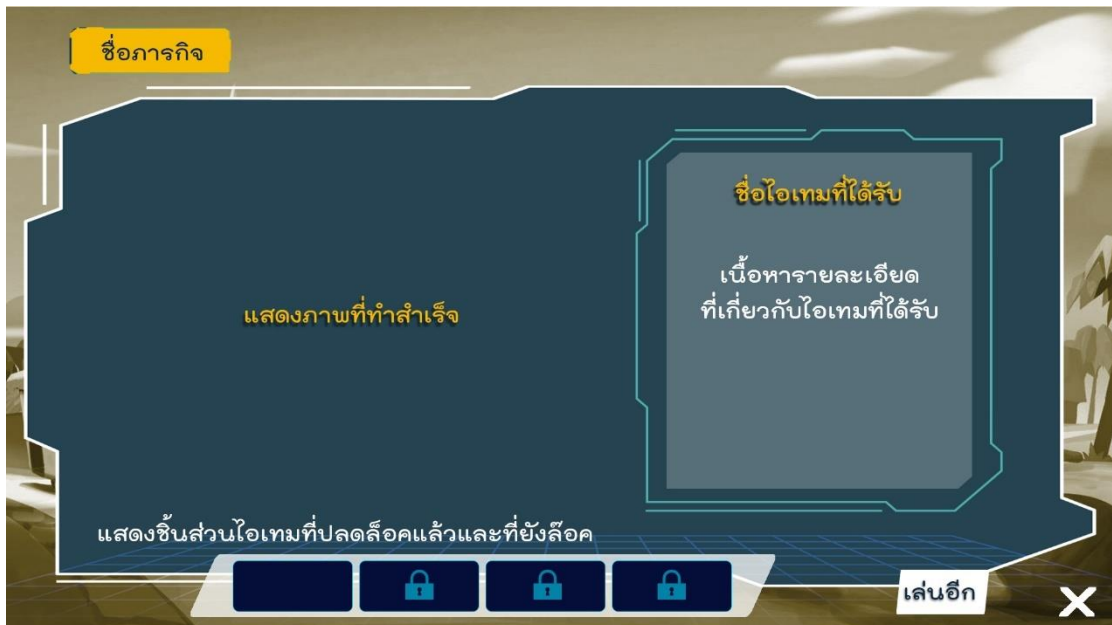 ชื่อภารกิจ
ชื่อไอเทมที่ได้รับ
เนื้อหารายละเอียด
ที่เกี่ยวกับไอเทมที่ได้รับ
แสดงภาพที่ทำสำเร็จ
แสดงชิ้นส่วนไอเทมที่ปลดล็อคแล้วและที่ยังล๊อค
เล่นอีก
X